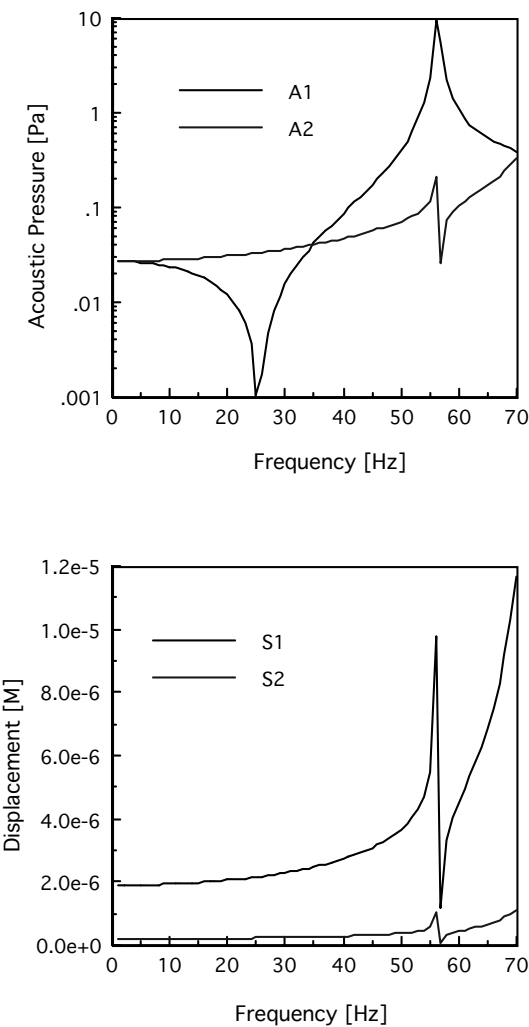 10
1
.1
.01
.001
Acoustic Pressure [Pa]
A1
A2
0 10 20 30 40 50 60 70
Frequency [Hz]
1.2e-5
1.0e-5
8.0e-6
6.0e-6
4.0e-6
2.0e-6
0.0e+0
Displacement [M]
S1
S2
0 10 20 30 40 50 60 70
Frequency [Hz]